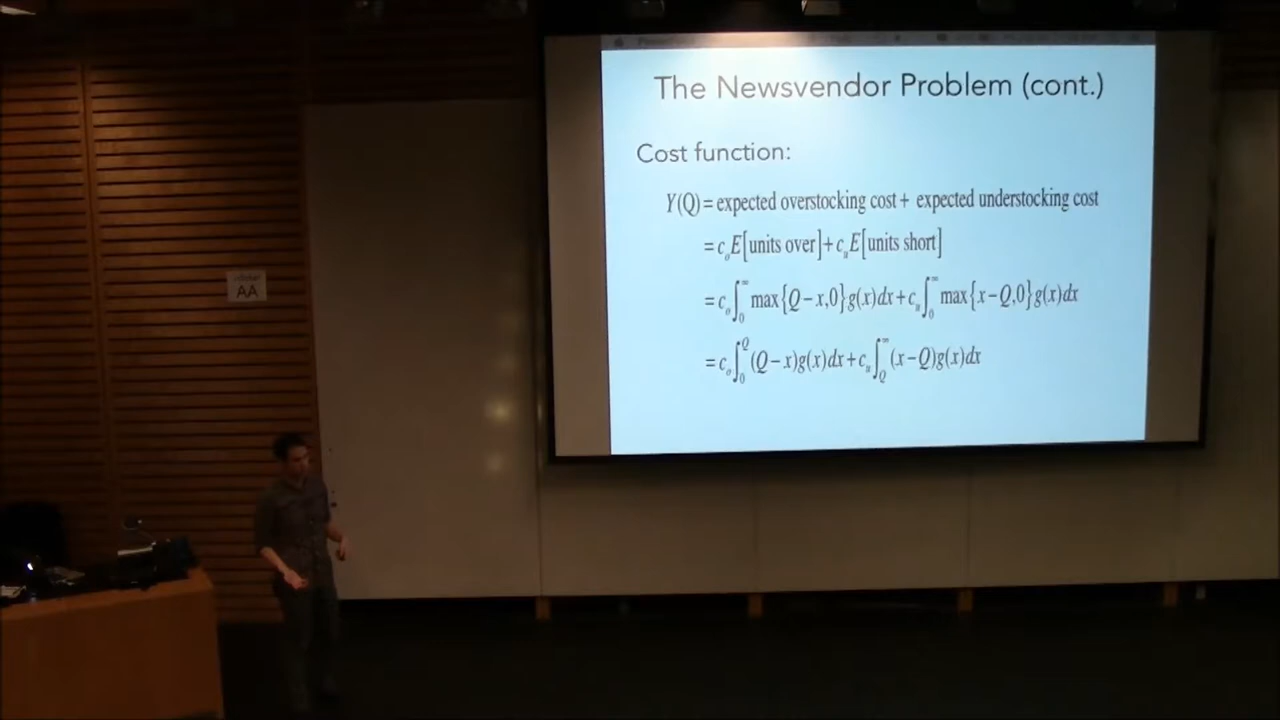 The Newsvendor Problem (cont.)
Cost function:
Y(Q) = expected overstocking cost + expected understocking cost
= c_o E[units over] + c_u E[units short]
= c_o ∫_0^∞ max{Q − x,0}g(x)dx + c_u ∫_0^∞ max{x − Q,0}g(x)dx
= c_o ∫_0^Q (Q − x)g(x)dx + c_u ∫_Q^∞ (x − Q)g(x)dx
AA